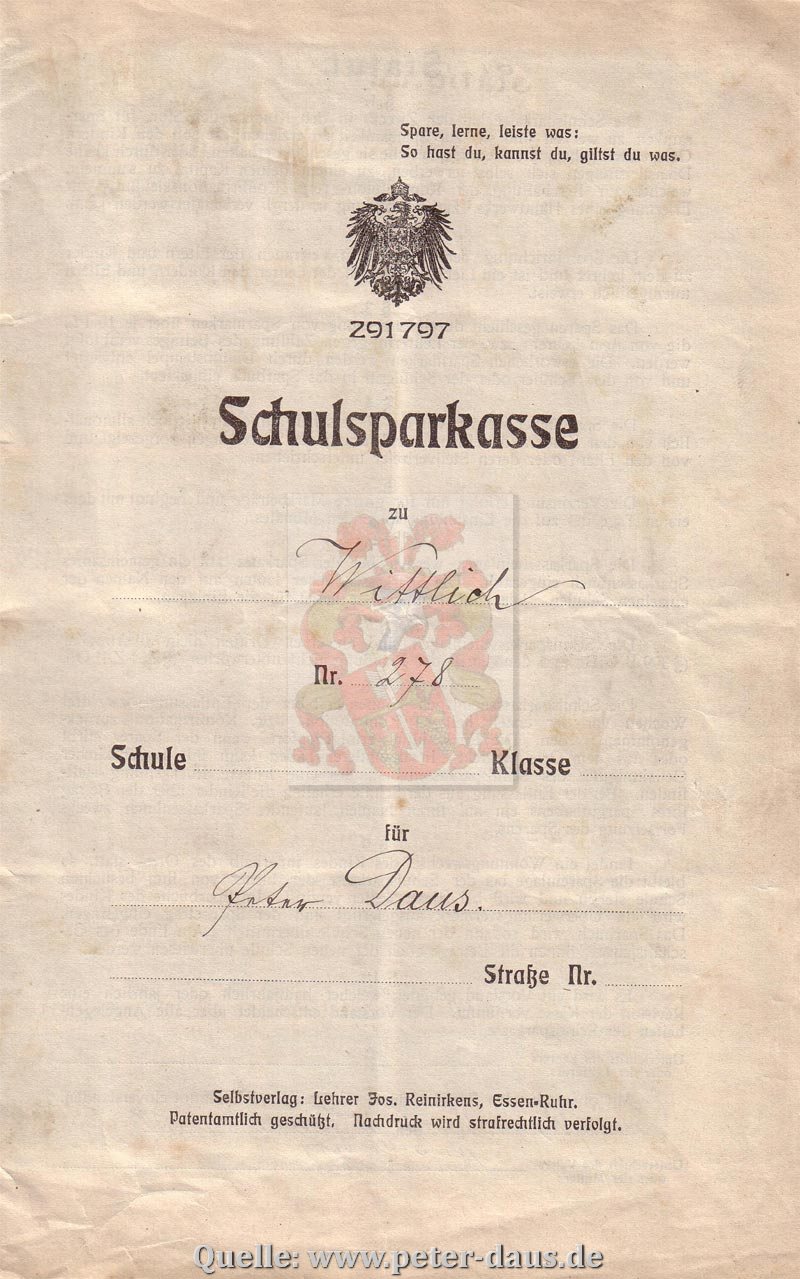 Spare, lerne, leiste was:
So hast du, kannst du, giltst du was.
291797
Schulsparkasse
zu
Wittlich
Nr. 278
Schule Klasse
für
Peter Daus.
Straße Nr.
Selbstverlag: Lehrer Jos. Reinirkens, Essen-Ruhr.
Patentamtlich geschützt. Nachdruck wird strafrechtlich verfolgt.
Quelle: www.peter-daus.de